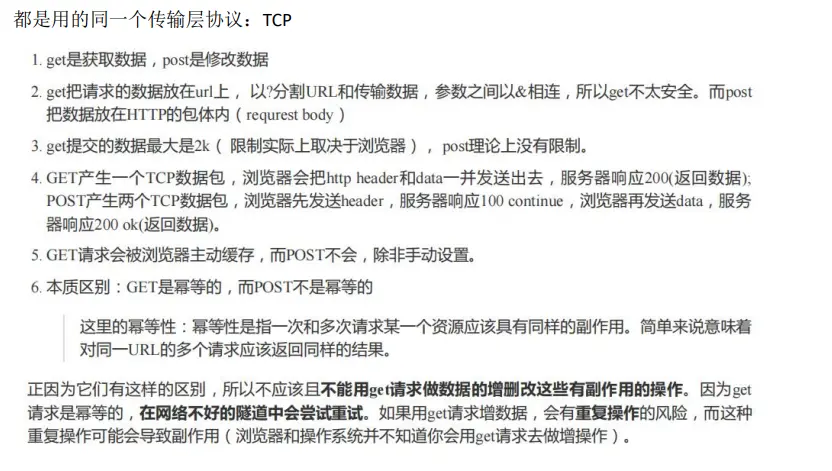 都是用的同一个传输层协议：TCP
1. get是获取数据，post是修改数据
2. get把请求的数据放在url上， 以?分割URL和传输数据，参数之间以&相连，所以get不太安全。而post
把数据放在HTTP的包体内（requrest body）
3. get提交的数据最大是2k（ 限制实际上取决于浏览器）， post理论上没有限制。
4. GET产生一个TCP数据包，浏览器会把http header和data一并发送出去，服务器响应200(返回数据);
POST产生两个TCP数据包，浏览器先发送header，服务器响应100 continue，浏览器再发送data，服务
器响应200 ok(返回数据)。
5. GET请求会被浏览器主动缓存，而POST不会，除非手动设置。
6. 本质区别：GET是幂等的，而POST不是幂等的
这里的幂等性：幂等性是指一次和多次请求某一个资源应该具有同样的副作用。简单来说意味着
对同一URL的多个请求应该返回同样的结果。
正因为它们有这样的区别，所以不应该且不能用get请求做数据的增删改这些有副作用的操作。因为get
请求是幂等的，在网络不好的隧道中会尝试重试。如果用get请求增数据，会有重复操作的风险，而这种
重复操作可能会导致副作用（浏览器和操作系统并不知道你会用get请求去做增操作）。